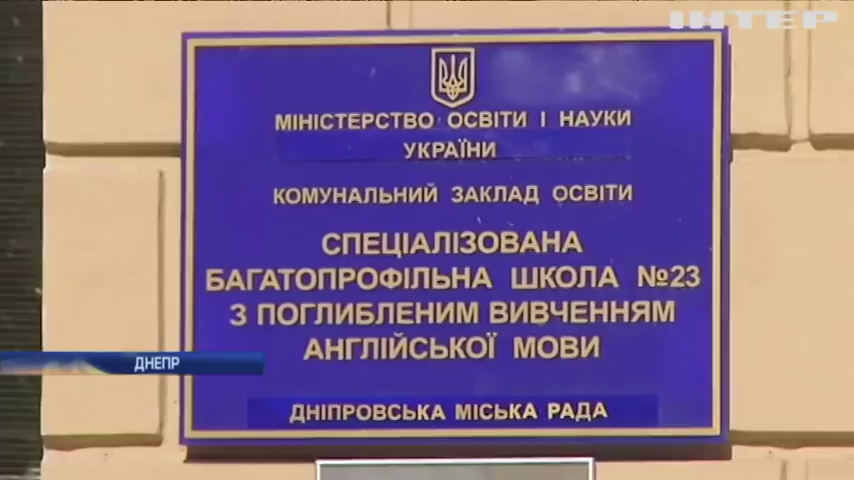 ІНТЕР
МІНІСТЕРСТВО ОСВІТИ І НАУКИ
УКРАЇНИ
КОМУНАЛЬНИЙ ЗАКЛАД ОСВІТИ
СПЕЦІАЛІЗОВАНА
БАГАТОПРОФІЛЬНА ШКОЛА №23
З ПОГЛИБЛЕНИМ ВИВЧЕННЯМ
АНГЛІЙСЬКОЇ МОВИ
ДНЕПР
ДНІПРОВСЬКА МІСЬКА РАДА